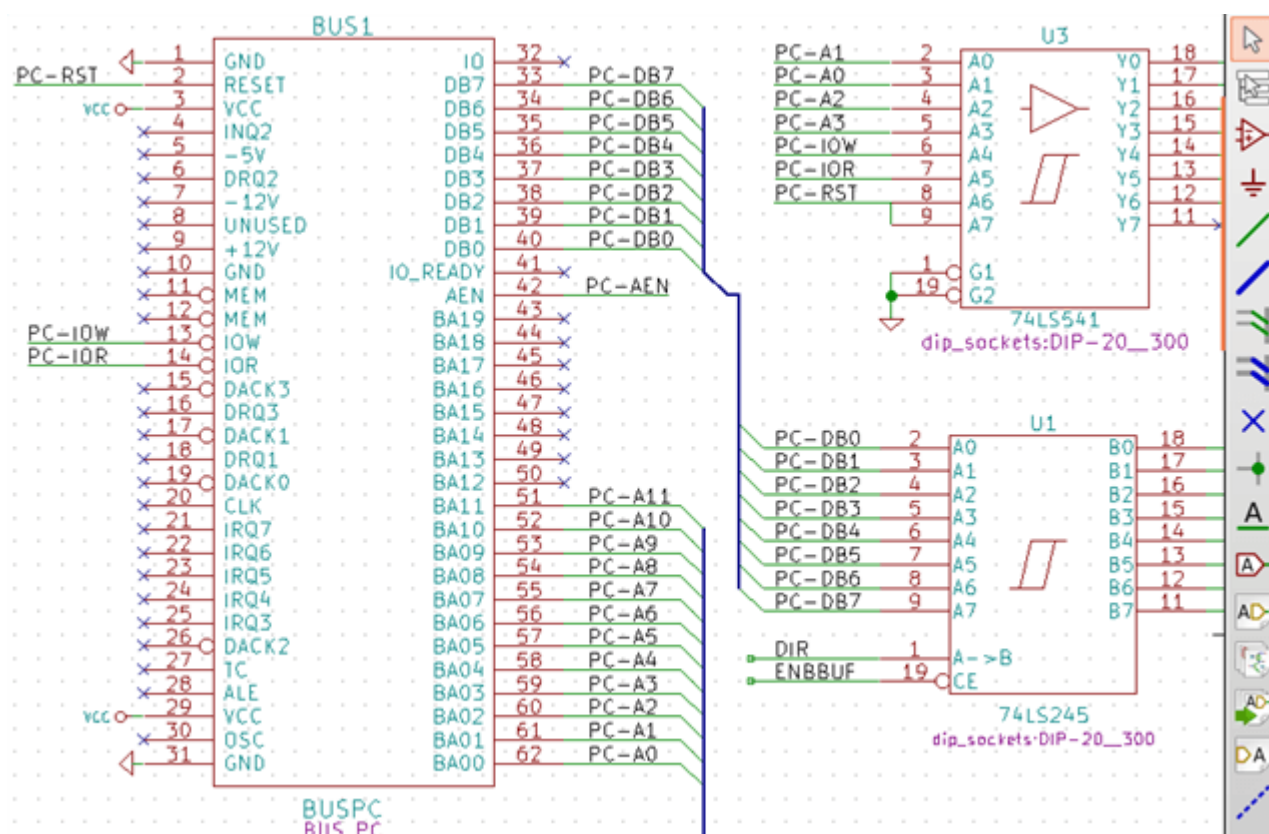 BUS1
1 GND IO 32
PC-RST 2 RESET DB7 33 PC-DB7
VCC 3 VCC DB6 34 PC-DB6
4 INQ2 DB5 35 PC-DB5
5 -5V DB4 36 PC-DB4
6 DRQ2 DB3 37 PC-DB3
7 -12V DB2 38 PC-DB2
8 UNUSED DB1 39 PC-DB1
9 +12V DB0 40 PC-DB0
10 GND IO_READY 41
11 MEM AEN 42 PC-AEN
12 MEM BA19 43
PC-IOW 13 IOW BA18 44
PC-IOR 14 IOR BA17 45
15 DACK3 BA16 46
16 DRQ3 BA15 47
17 DACK1 BA14 48
18 DRQ1 BA13 49
19 DACK0 BA12 50
20 CLK BA11 51 PC-A11
21 IRQ7 BA10 52 PC-A10
22 IRQ6 BA09 53 PC-A9
23 IRQ5 BA08 54 PC-A8
24 IRQ4 BA07 55 PC-A7
25 IRQ3 BA06 56 PC-A6
26 DACK2 BA05 57 PC-A5
27 TC BA04 58 PC-A4
28 ALE BA03 59 PC-A3
VCC 29 VCC BA02 60 PC-A2
30 OSC BA01 61 PC-A1
31 GND BA00 62 PC-A0
BUSPC
BUS_PC
U3
PC-A1 2 A0 Y0 18
PC-A0 3 A1 Y1 17
PC-A2 4 A2 Y2 16
PC-A3 5 A3 Y3 15
PC-IOW 6 A4 Y4 14
PC-IOR 7 A5 Y5 13
PC-RST 8 A6 Y6 12
9 A7 Y7 11
1 G1
19 G2
74LS541
dip_sockets:DIP-20__300
U1
PC-DB0 2 A0 B0 18
PC-DB1 3 A1 B1 17
PC-DB2 4 A2 B2 16
PC-DB3 5 A3 B3 15
PC-DB4 6 A4 B4 14
PC-DB5 7 A5 B5 13
PC-DB6 8 A6 B6 12
PC-DB7 9 A7 B7 11
DIR 1 A->B
ENBBUF 19 CE
74LS245
dip_sockets:DIP-20__300
A
A
AD
AD
DA